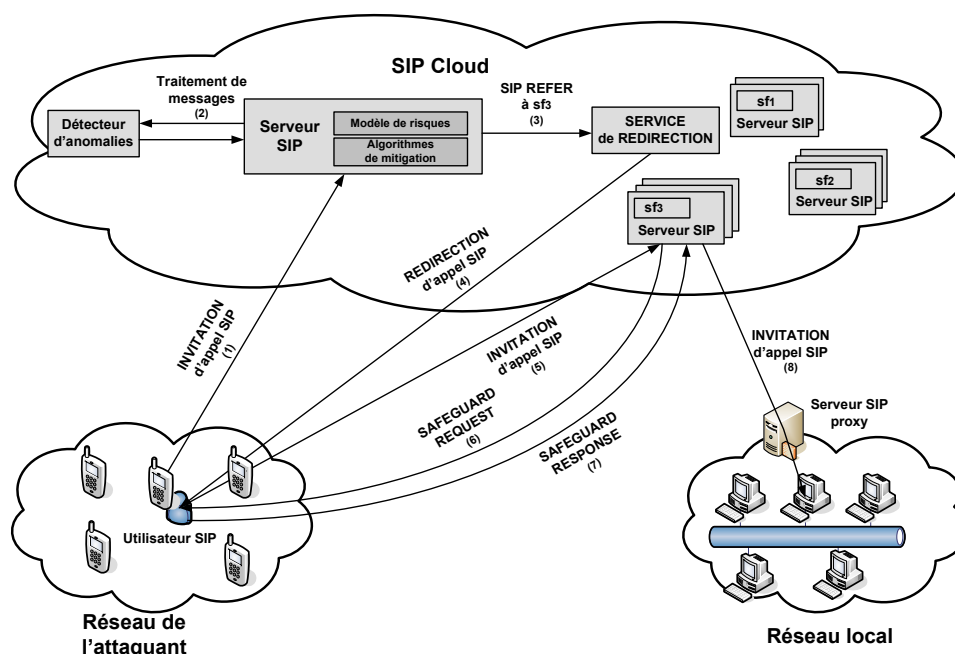 SIP Cloud
Traitement de
messages
(2)
Détecteur
d'anomalies
Serveur
SIP
Modèle de risques
Algorithmes
de mitigation
SIP REFER
à sf3
(3)
SERVICE
de REDIRECTION
sf1
Serveur SIP
sf2
Serveur SIP
sf3
Serveur SIP
REDIRECTION
d'appel SIP
(4)
INVITATION
d'appel SIP
(1)
INVITATION
d'appel SIP
(5)
SAFEGUARD
REQUEST
(6)
SAFEGUARD
RESPONSE
(7)
INVITATION
d'appel SIP
(8)
Serveur SIP
proxy
Utilisateur SIP
Réseau de
l'attaquant
Réseau local